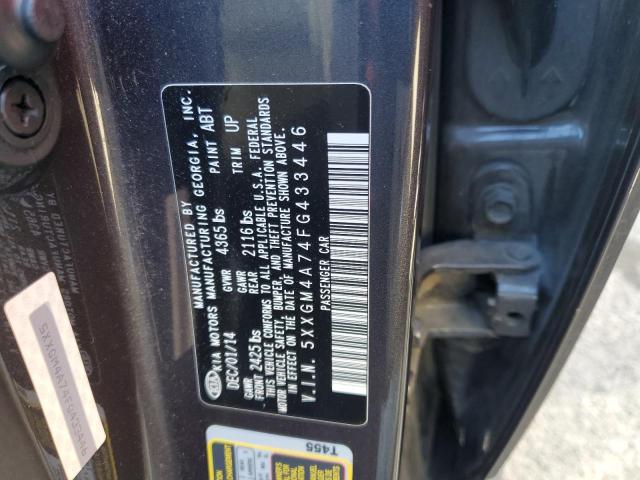 MANUFACTURED BY
KIA MOTORS MANUFACTURING GEORGIA, INC.
DEC/01/14 GVWR 4365 lbs PAINT ABT
GAWR FRONT 2425 lbs GAWR REAR 2116 lbs TRIM UP
THIS VEHICLE CONFORMS TO ALL APPLICABLE U.S.A. FEDERAL
MOTOR VEHICLE SAFETY, BUMPER, AND THEFT PREVENTION STANDARDS
IN EFFECT ON THE DATE OF MANUFACTURE SHOWN ABOVE.
V.I.N. 5XXGM4A74FG433446
PASSENGER CAR
KIA
T455